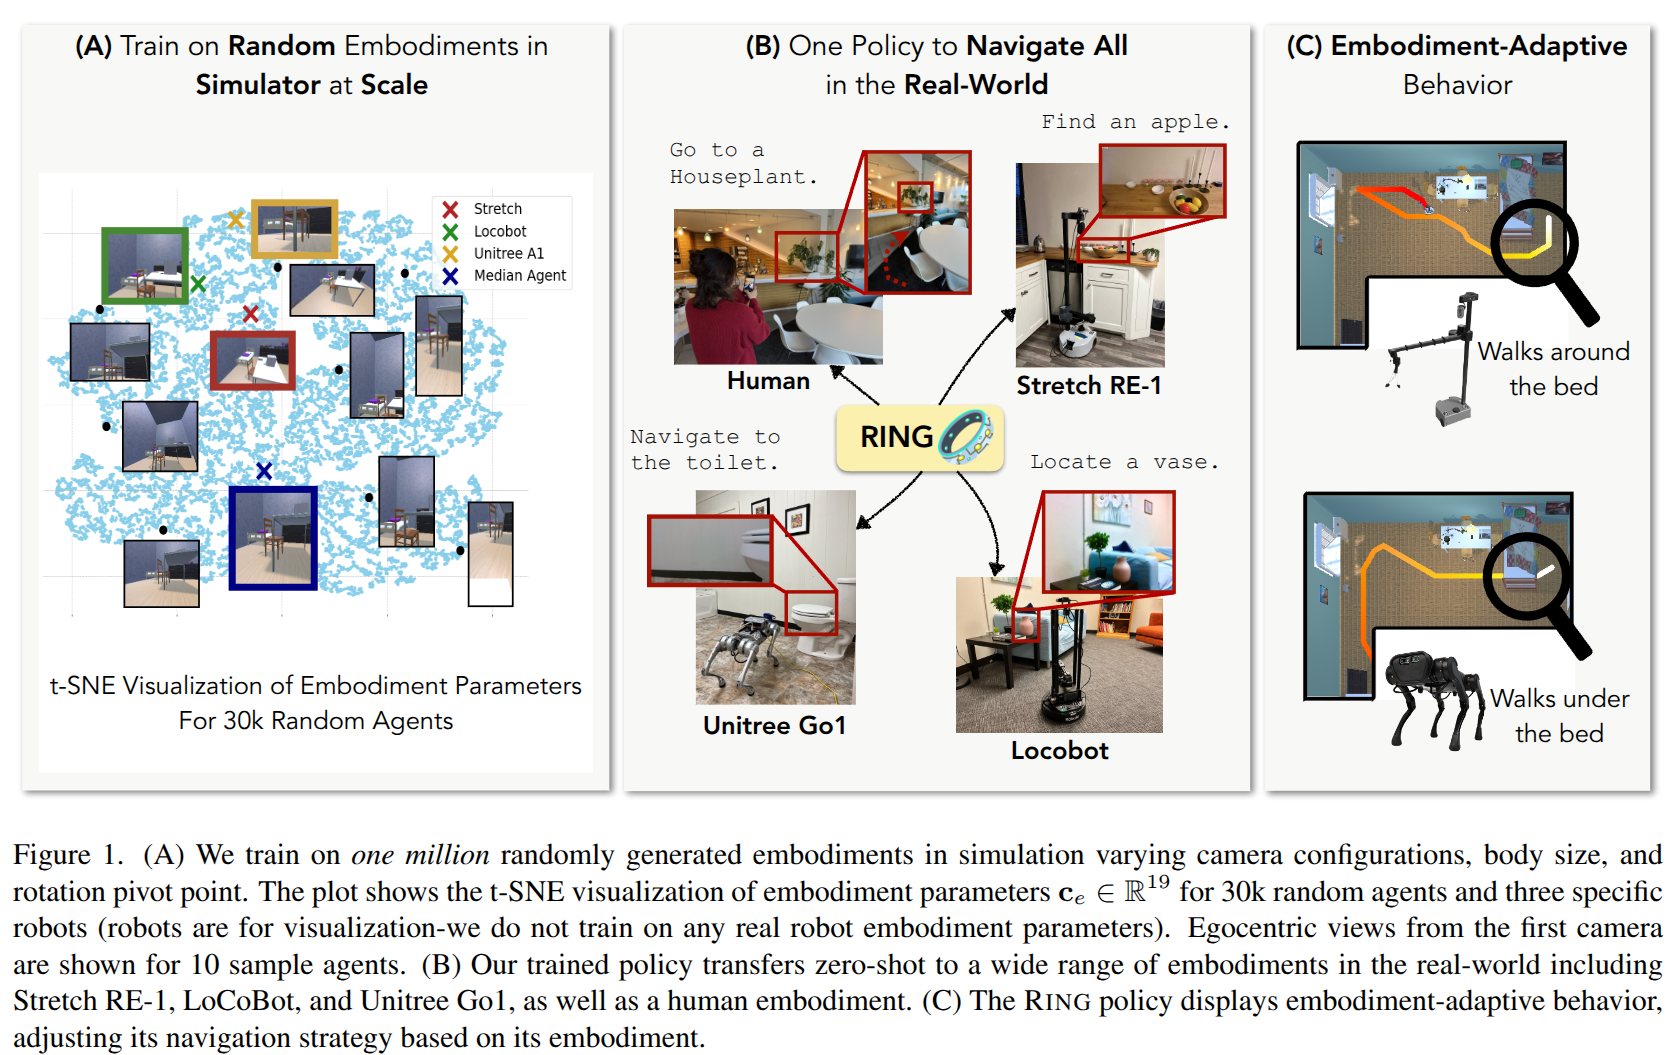 (A) Train on Random Embodiments in
Simulator at Scale
Stretch
Locobot
Unitree A1
Median Agent
t-SNE Visualization of Embodiment Parameters
For 30k Random Agents
(B) One Policy to Navigate All
in the Real-World
Go to a
Houseplant.
Find an apple.
Human
Stretch RE-1
RING
Navigate to
the toilet.
Locate a vase.
Unitree Go1
Locobot
(C) Embodiment-Adaptive
Behavior
Walks around
the bed
Walks under
the bed
Figure 1. (A) We train on one million randomly generated embodiments in simulation varying camera configurations, body size, and
rotation pivot point. The plot shows the t-SNE visualization of embodiment parameters cₑ ∈ ℝ¹⁹ for 30k random agents and three specific
robots (robots are for visualization-we do not train on any real robot embodiment parameters). Egocentric views from the first camera
are shown for 10 sample agents. (B) Our trained policy transfers zero-shot to a wide range of embodiments in the real-world including
Stretch RE-1, LoCoBot, and Unitree Go1, as well as a human embodiment. (C) The RING policy displays embodiment-adaptive behavior,
adjusting its navigation strategy based on its embodiment.